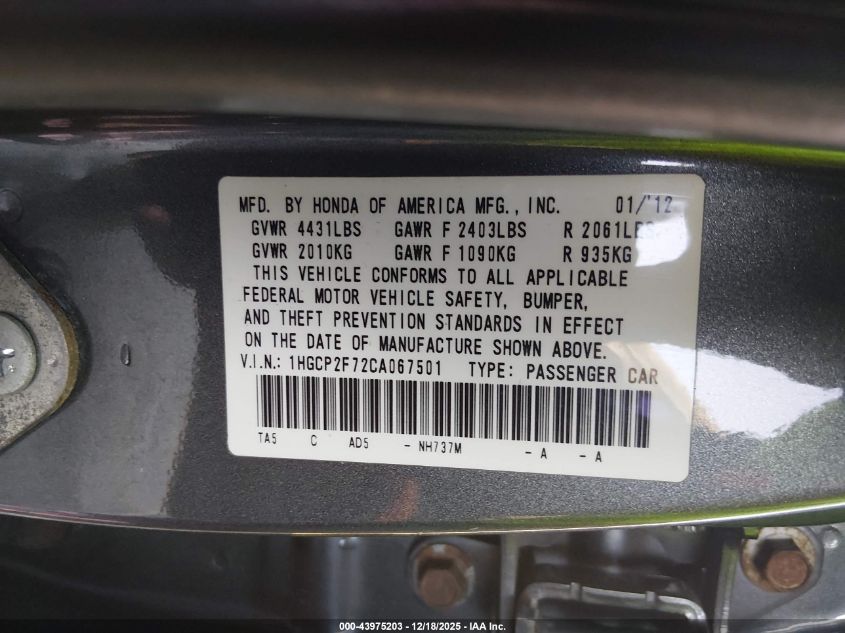 MFD. BY HONDA OF AMERICA MFG., INC. 01/'12
GVWR 4431LBS GAWR F 2403LBS R 2061LBS
GVWR 2010KG GAWR F 1090KG R 935KG
THIS VEHICLE CONFORMS TO ALL APPLICABLE
FEDERAL MOTOR VEHICLE SAFETY, BUMPER,
AND THEFT PREVENTION STANDARDS IN EFFECT
ON THE DATE OF MANUFACTURE SHOWN ABOVE.
V.I.N.: 1HGCP2F72CA067501 TYPE: PASSENGER CAR
TA5 C AD5 - NH737M - A - A
000-43975203 - 12/18/2025 - IAA Inc.